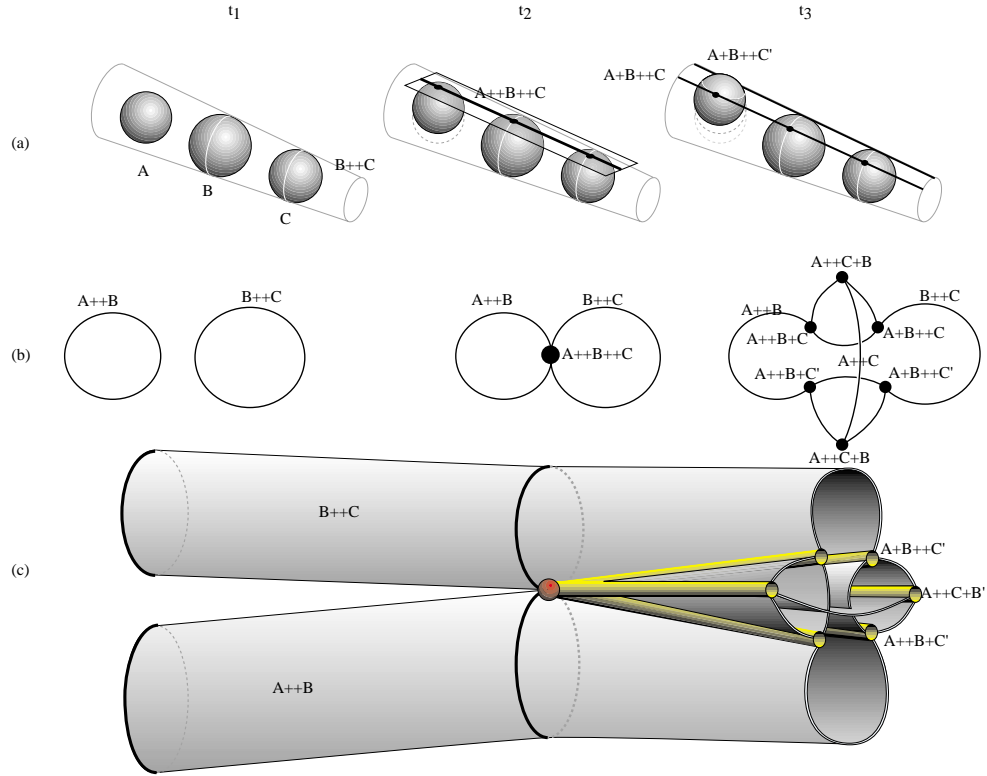 t1 t2 t3
A+B++C'
A+B++C
A++B++C
(a)
B++C
A
B
C
A++C+B
A++B B++C A++B B++C B++C
A++B
A++B+C A+B++C
(b)
A++B++C
A++C
A++B+C' A+B++C'
A++C+B
B++C
A+B++C'
(c)
A++C+B'
A++B+C'
A++B